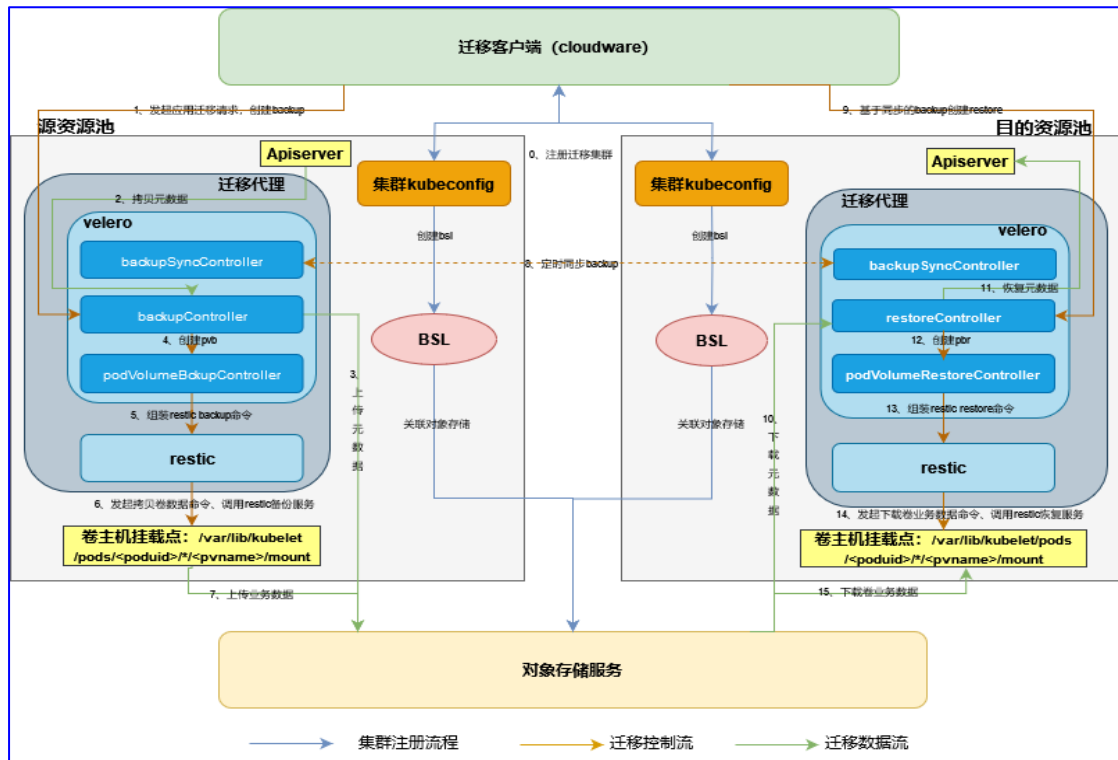 迁移客户端（cloudware）
1、发起应用迁移请求，创建backup
9、基于同步的backup创建restore
源资源池
目的资源池
Apiserver
0、注册迁移集群
Apiserver
迁移代理
集群kubeconfig
集群kubeconfig
迁移代理
2、拷贝元数据
velero
创建bsl
创建bsl
velero
backupSyncController
8、定时同步backup
backupSyncController
11、恢复元数据
backupController
BSL
BSL
restoreController
4、创建pvb
12、创建pbr
podVolumeBckupController
3、上传元数据
podVolumeRestoreController
5、组装restic backup命令
关联对象存储
关联对象存储
10、下载元数据
13、组装restic restore命令
restic
restic
6、发起拷贝卷数据命令、调用restic备份服务
14、发起下载卷业务数据命令、调用restic恢复服务
卷主机挂载点：/var/lib/kubelet
/pods/<poduid>/*/<pvname>/mount
卷主机挂载点：/var/lib/kubelet/pods
/<poduid>/*/<pvname>/mount
7、上传业务数据
15、下载卷业务数据
对象存储服务
集群注册流程
迁移控制流
迁移数据流